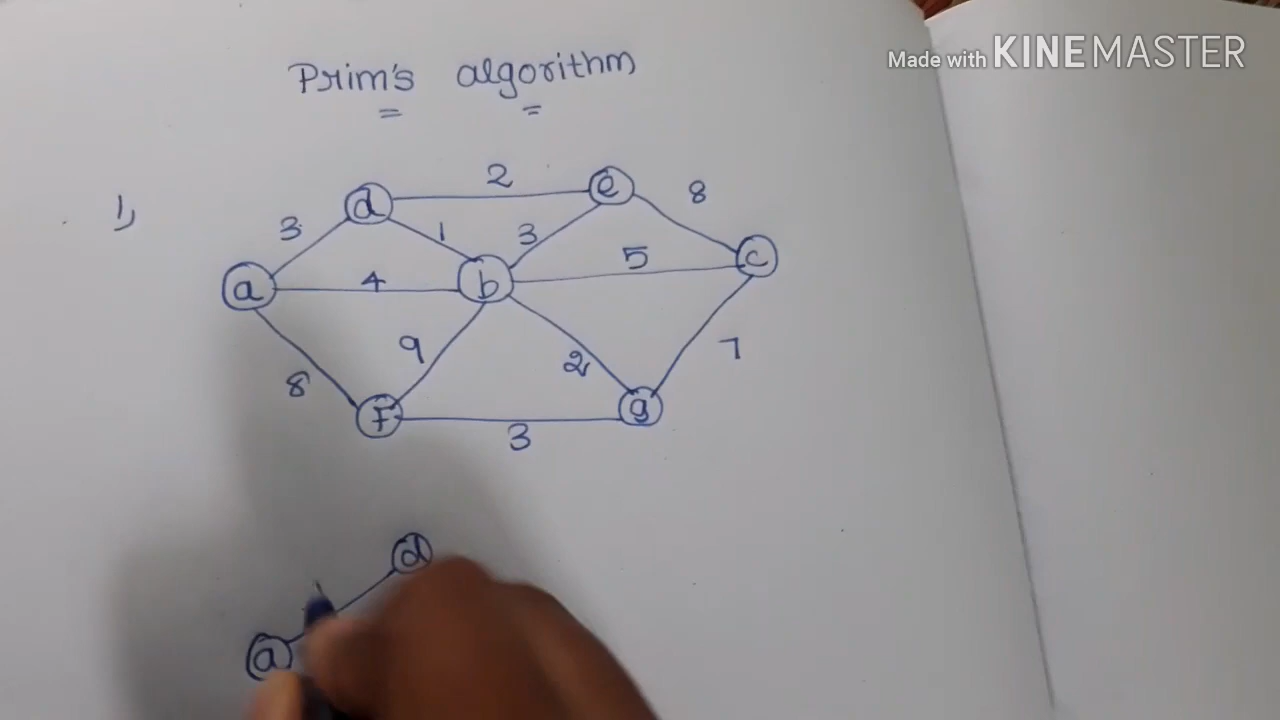 Made with KINEMASTER
Prim's algorithm
1,
d 2 e 8
3 1 3
a 4 b 5 c
8 9 2 7
f 3 g
d
a